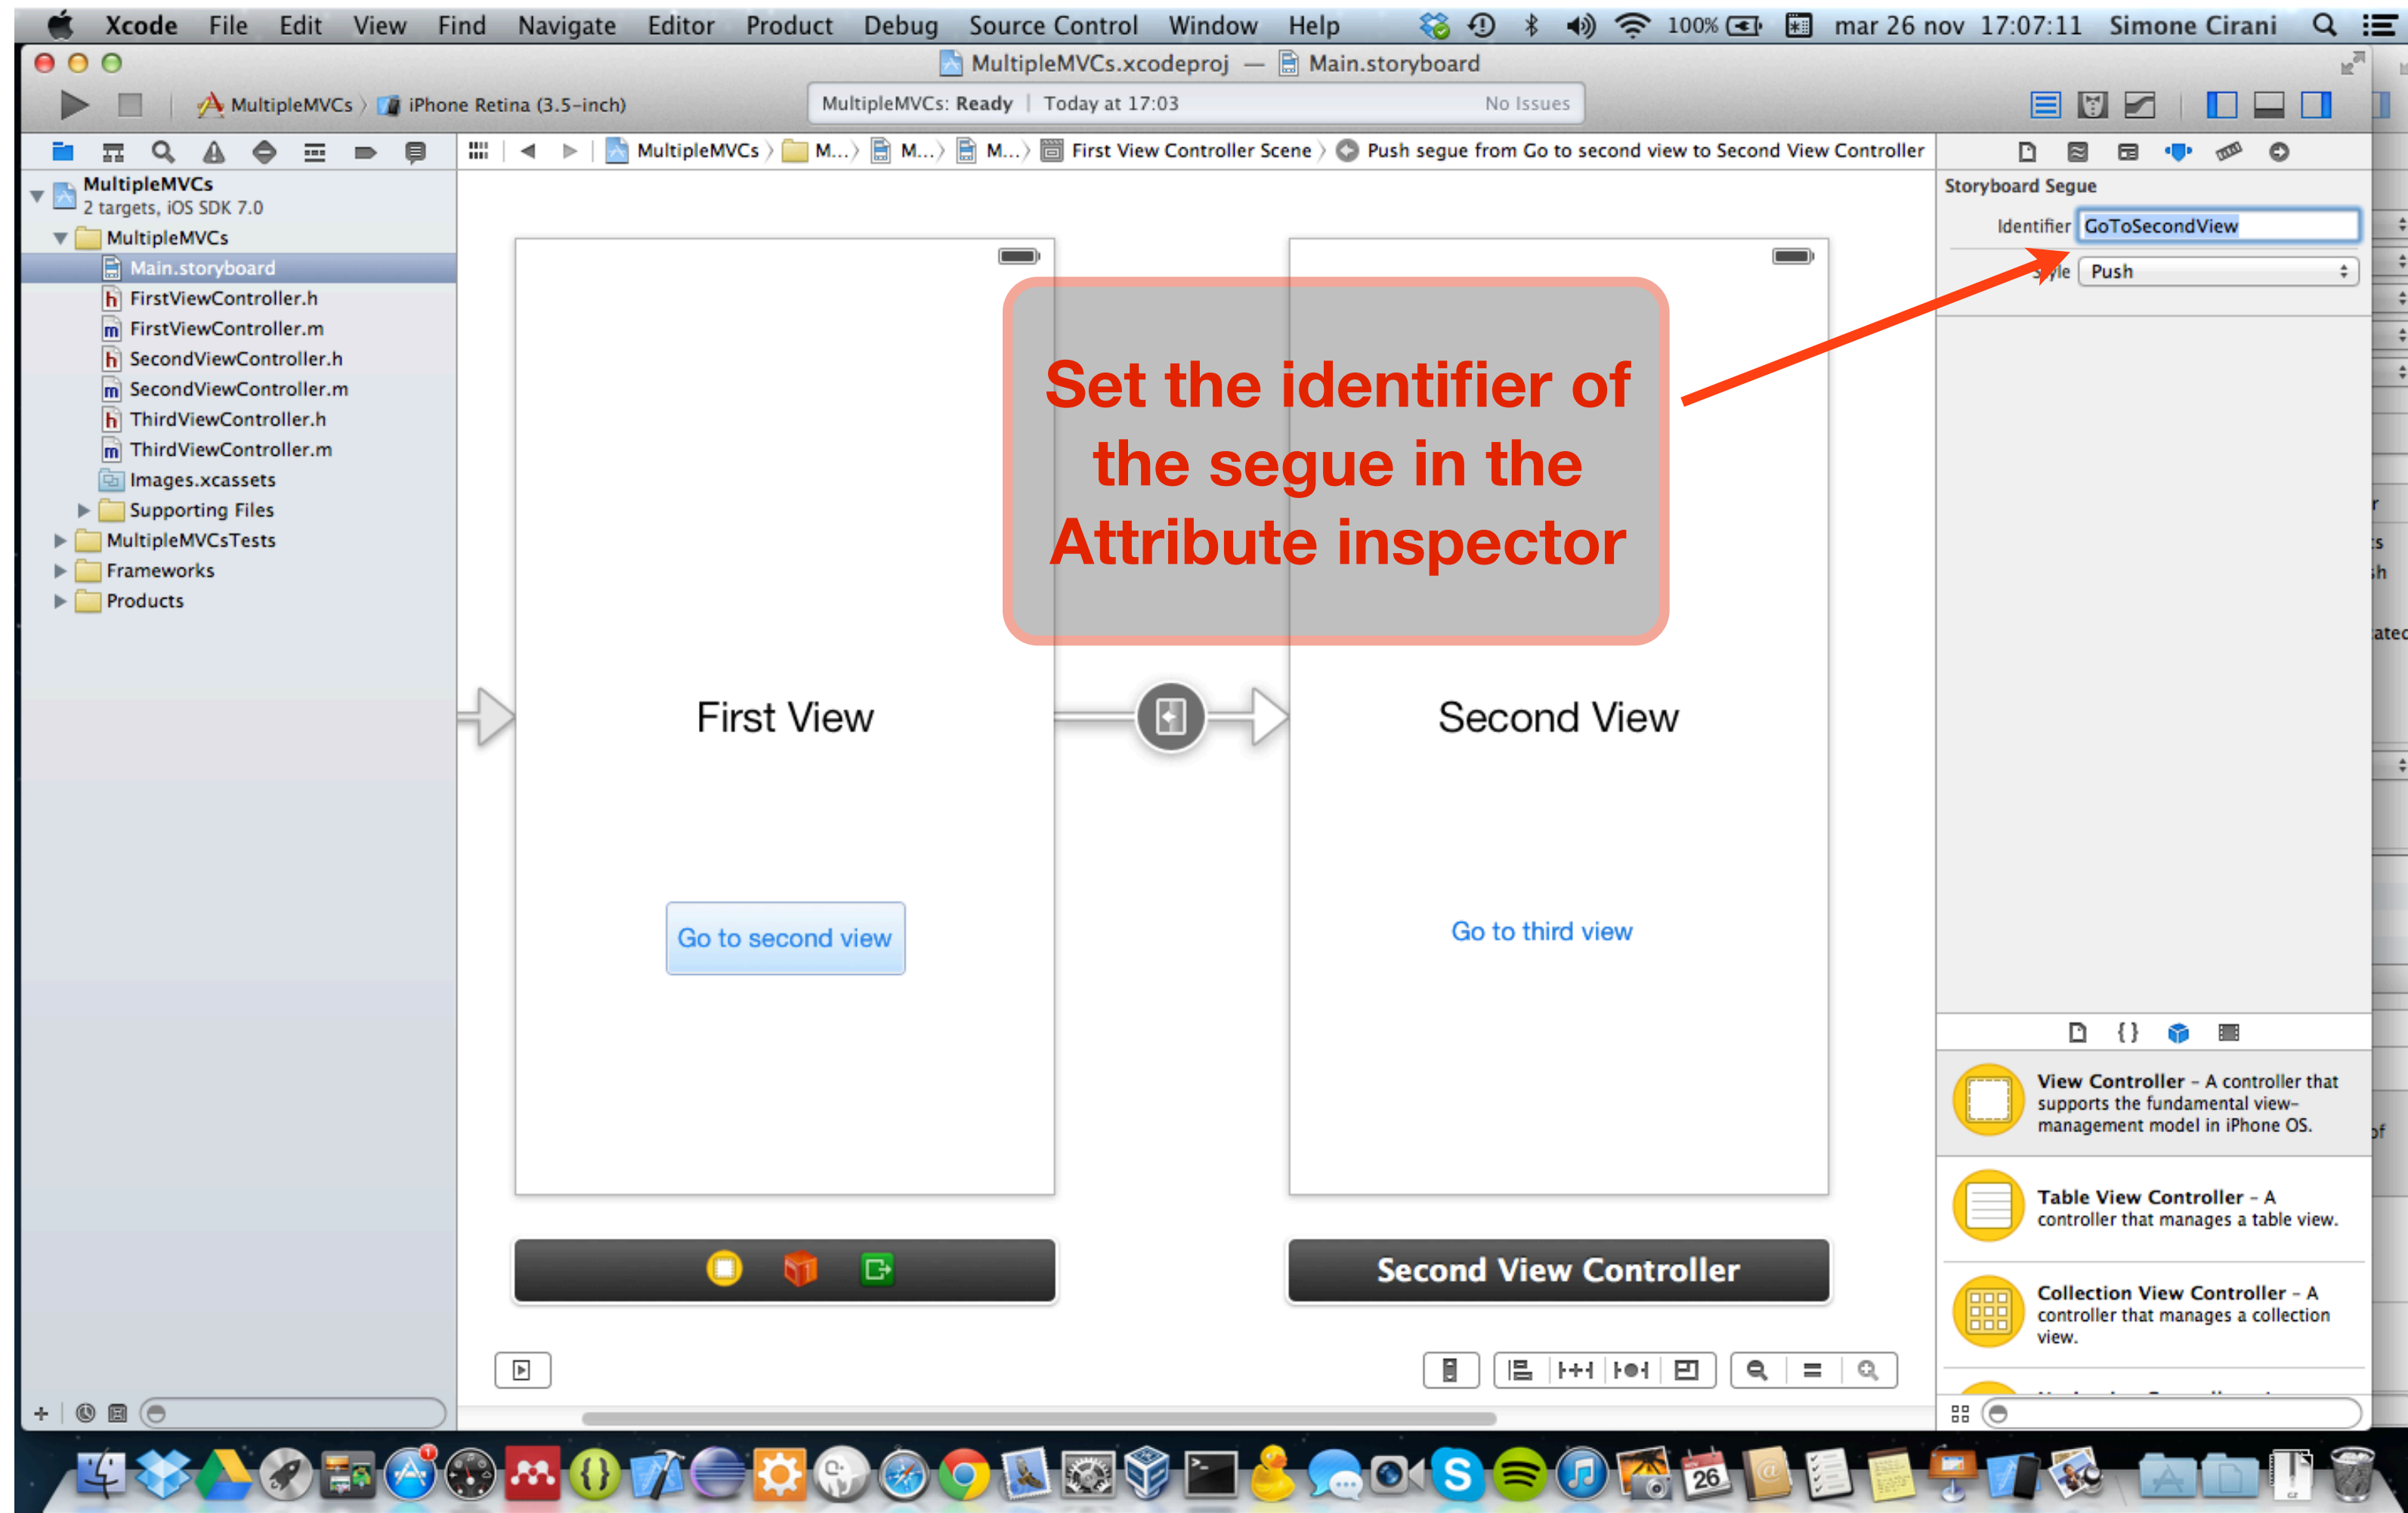 Xcode File Edit View Find Navigate Editor Product Debug Source Control Window Help 100% mar 26 nov 17:07:11 Simone Cirani
MultipleMVCs.xcodeproj — Main.storyboard
MultipleMVCs iPhone Retina (3.5-inch)
MultipleMVCs: Ready | Today at 17:03 No Issues
MultipleMVCs M... M... M... First View Controller Scene Push segue from Go to second view to Second View Controller
MultipleMVCs
2 targets, iOS SDK 7.0
MultipleMVCs
Main.storyboard
FirstViewController.h
FirstViewController.m
SecondViewController.h
SecondViewController.m
ThirdViewController.h
ThirdViewController.m
Images.xcassets
Supporting Files
MultipleMVCsTests
Frameworks
Products
Set the identifier of
the segue in the
Attribute inspector
First View
Go to second view
Second View
Go to third view
Second View Controller
Storyboard Segue
Identifier GoToSecondView
Push
View Controller – A controller that
supports the fundamental view-
management model in iPhone OS.
Table View Controller – A
controller that manages a table view.
Collection View Controller – A
controller that manages a collection
view.
26